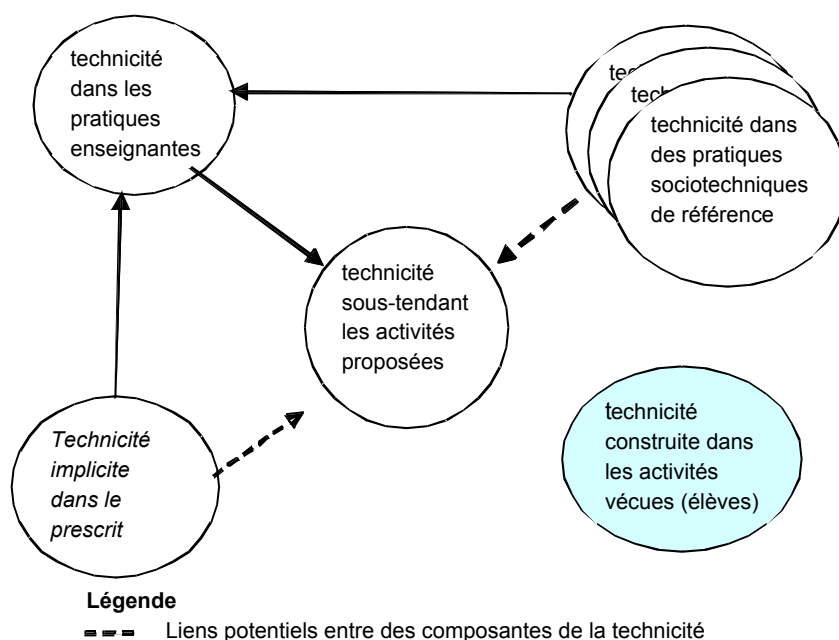 technicité
dans les
pratiques
enseignantes
technicité dans
des pratiques
sociotechniques
de référence
technicité
sous-tendant
les activités
proposées
Technicité
implicite
dans le
prescrit
technicité
construite dans
les activités
vécues (élèves)
Légende
Liens potentiels entre des composantes de la technicité